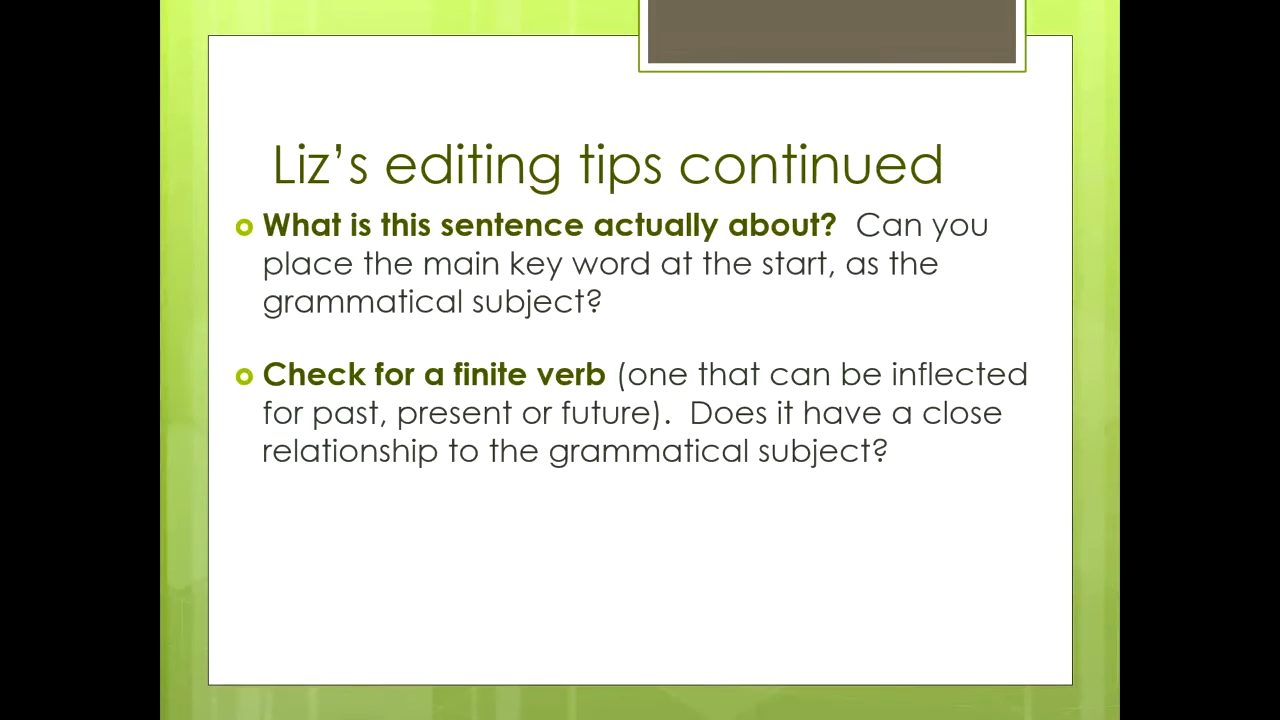 Liz’s editing tips continued
What is this sentence actually about?  Can you
place the main key word at the start, as the
grammatical subject?
Check for a finite verb (one that can be inflected
for past, present or future).  Does it have a close
relationship to the grammatical subject?